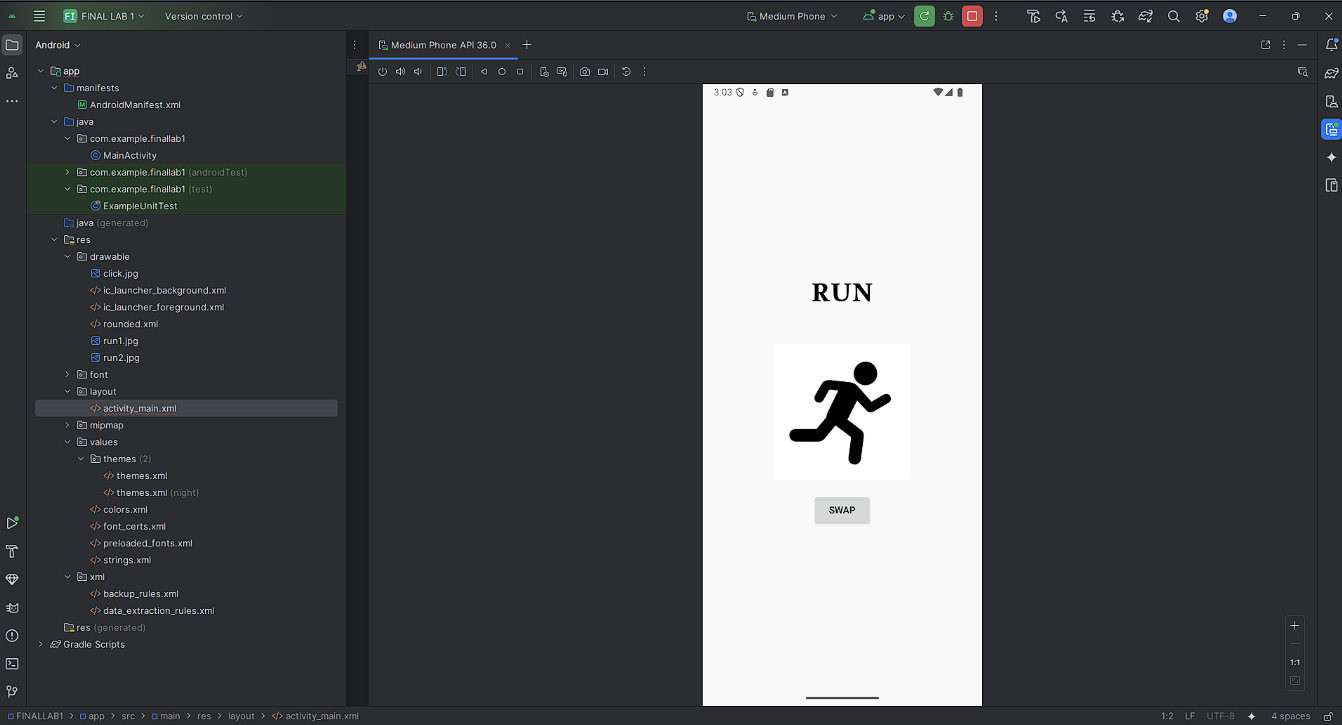 FI FINAL LAB 1 Version control Medium Phone app
Android Medium Phone API 36.0
app
manifests
AndroidManifest.xml
java
com.example.finallab1
MainActivity
com.example.finallab1 (androidTest)
com.example.finallab1 (test)
ExampleUnitTest
java (generated)
res
drawable
click.jpg
ic_launcher_background.xml
ic_launcher_foreground.xml
rounded.xml
run1.jpg
run2.jpg
font
layout
activity_main.xml
mipmap
values
themes (2)
themes.xml
themes.xml (night)
colors.xml
font_certs.xml
preloaded_fonts.xml
strings.xml
xml
backup_rules.xml
data_extraction_rules.xml
res (generated)
Gradle Scripts
3:03
RUN
SWAP
1:1
FINALLAB1 > app > src > main > res > layout > activity_main.xml 1:2 LF UTF-8 4 spaces